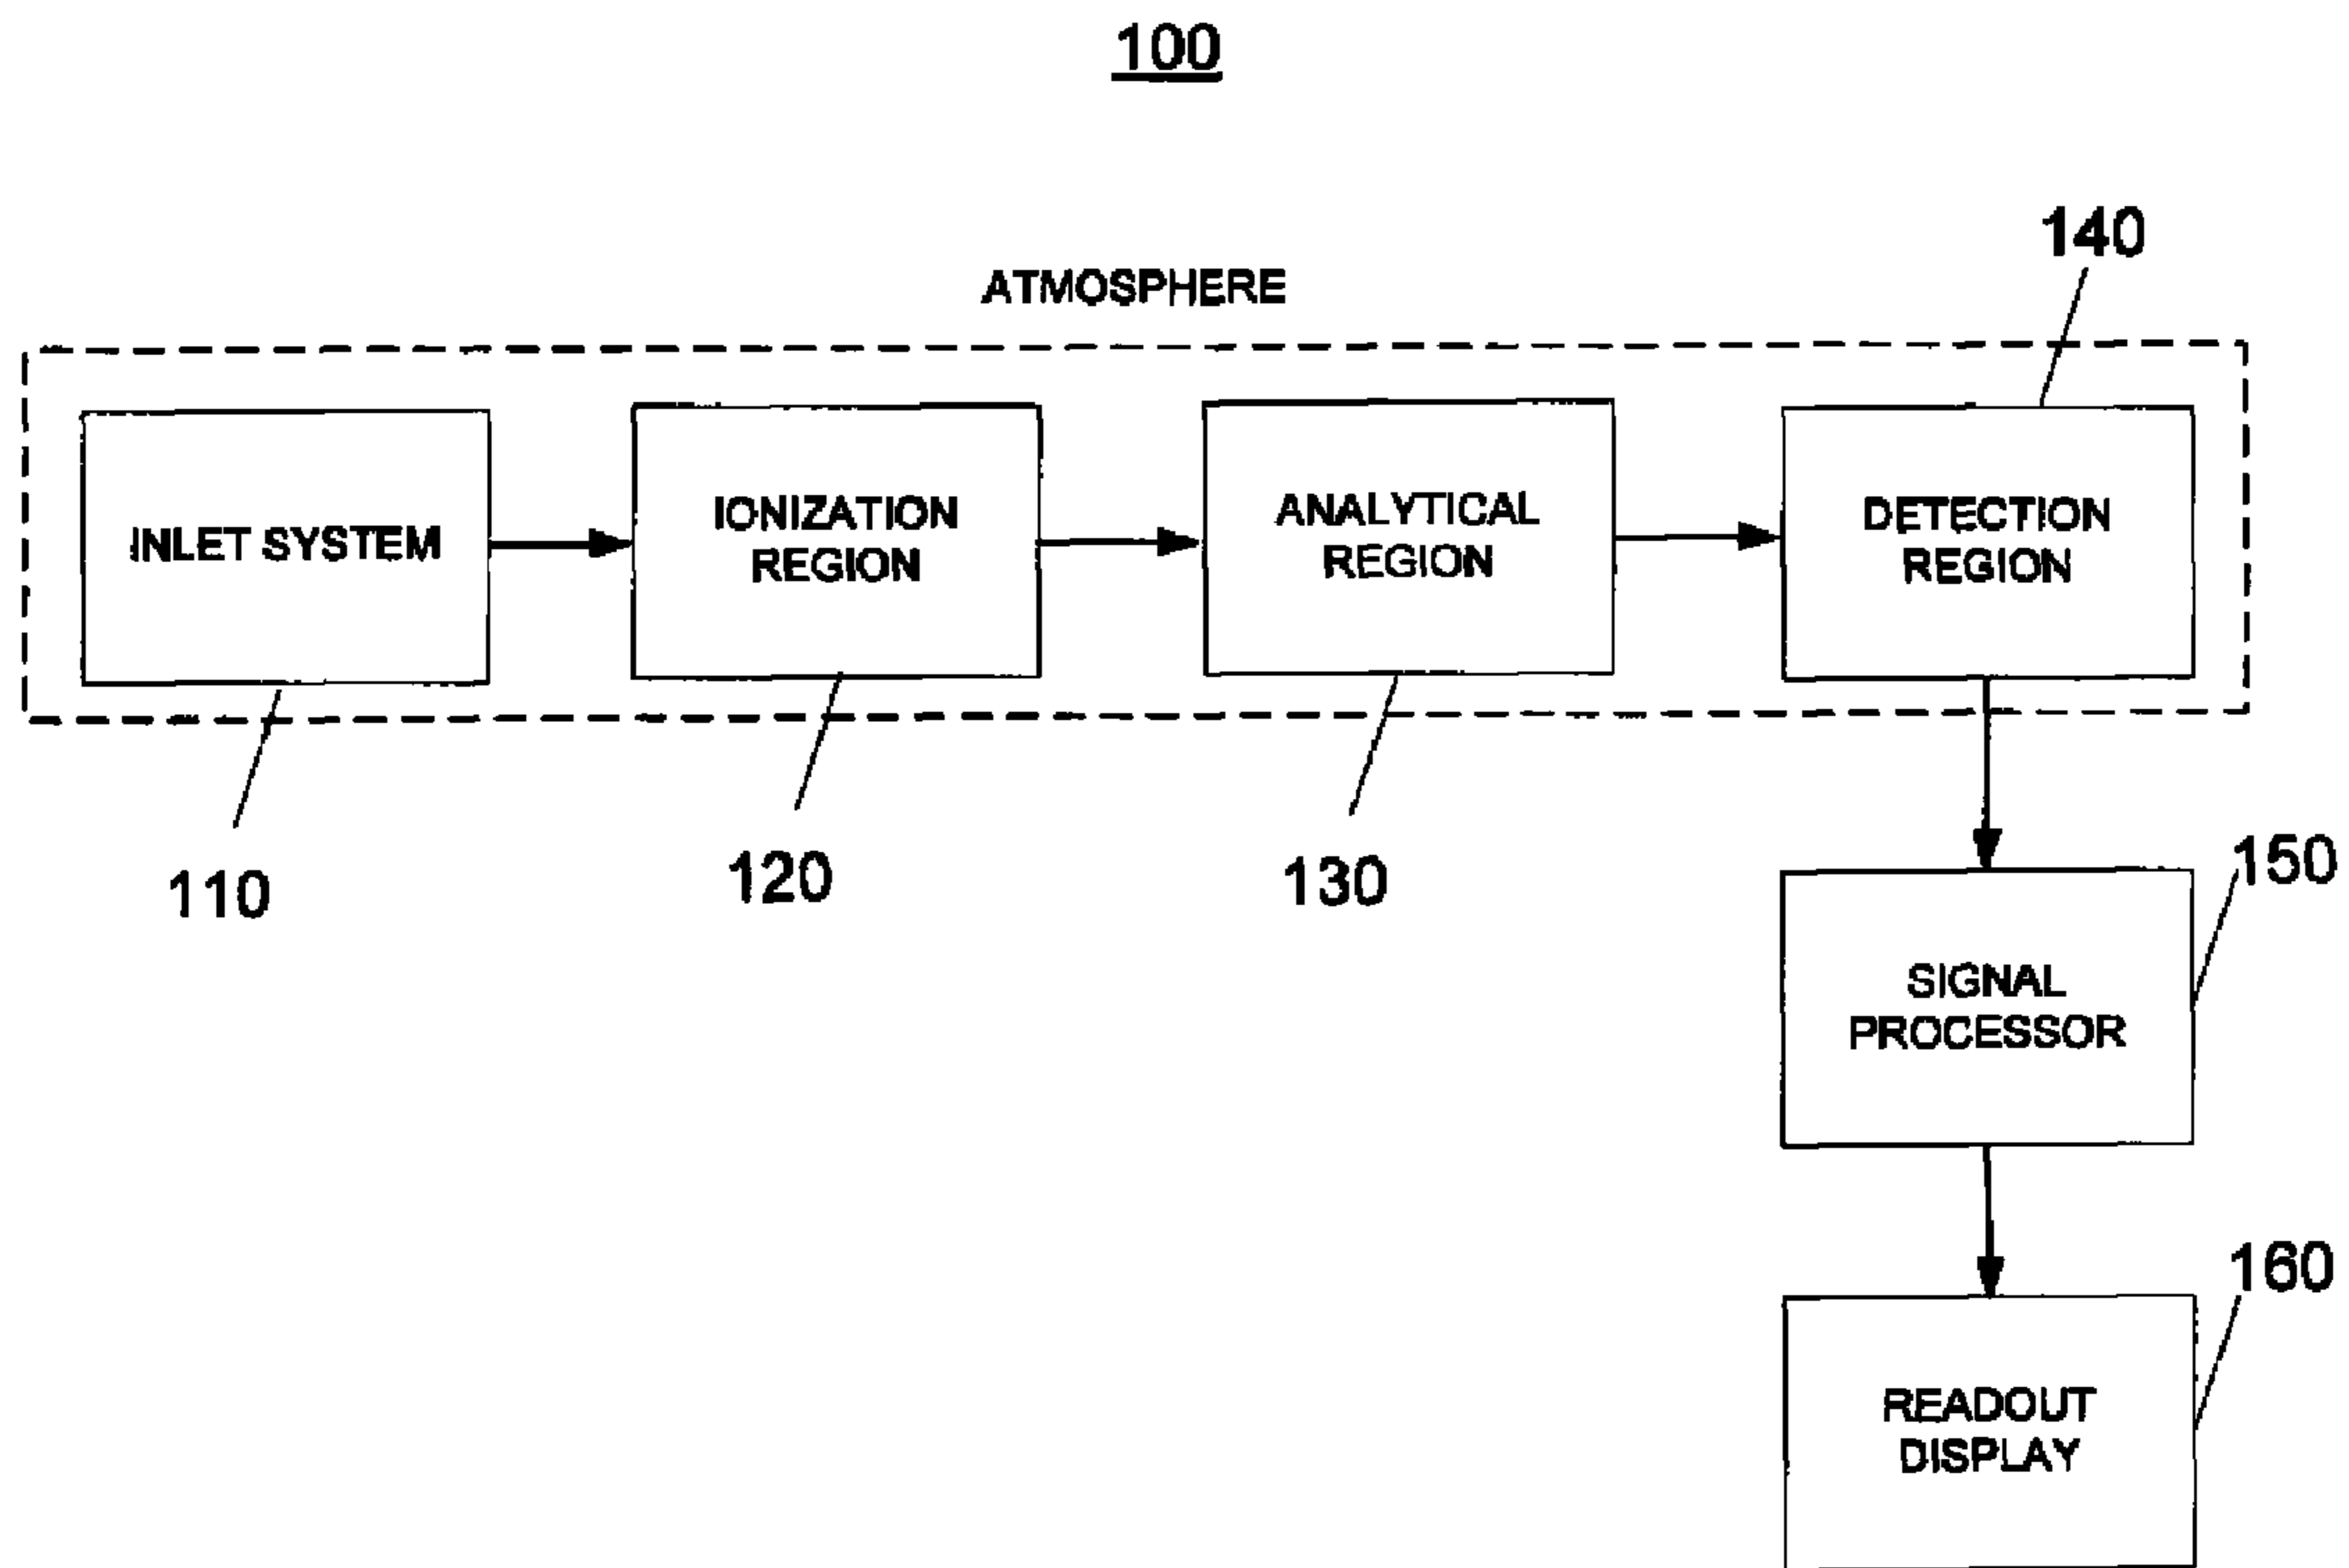 100
140
ATMOSPHERE
INLET SYSTEM
IONIZATION
REGION
ANALYTICAL
REGION
DETECTION
REGION
110
120
130
150
SIGNAL
PROCESSOR
160
READOUT
DISPLAY